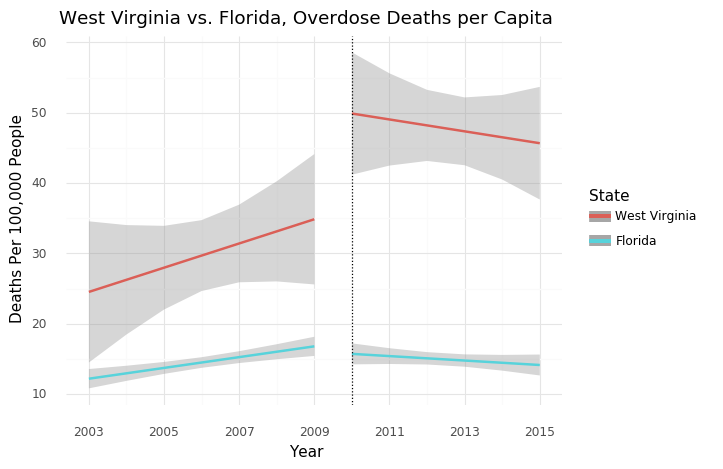 West Virginia vs. Florida, Overdose Deaths per Capita
60
50
40
30
20
10
Deaths Per 100,000 People
2003 2005 2007 2009 2011 2013 2015
Year
State
West Virginia
Florida